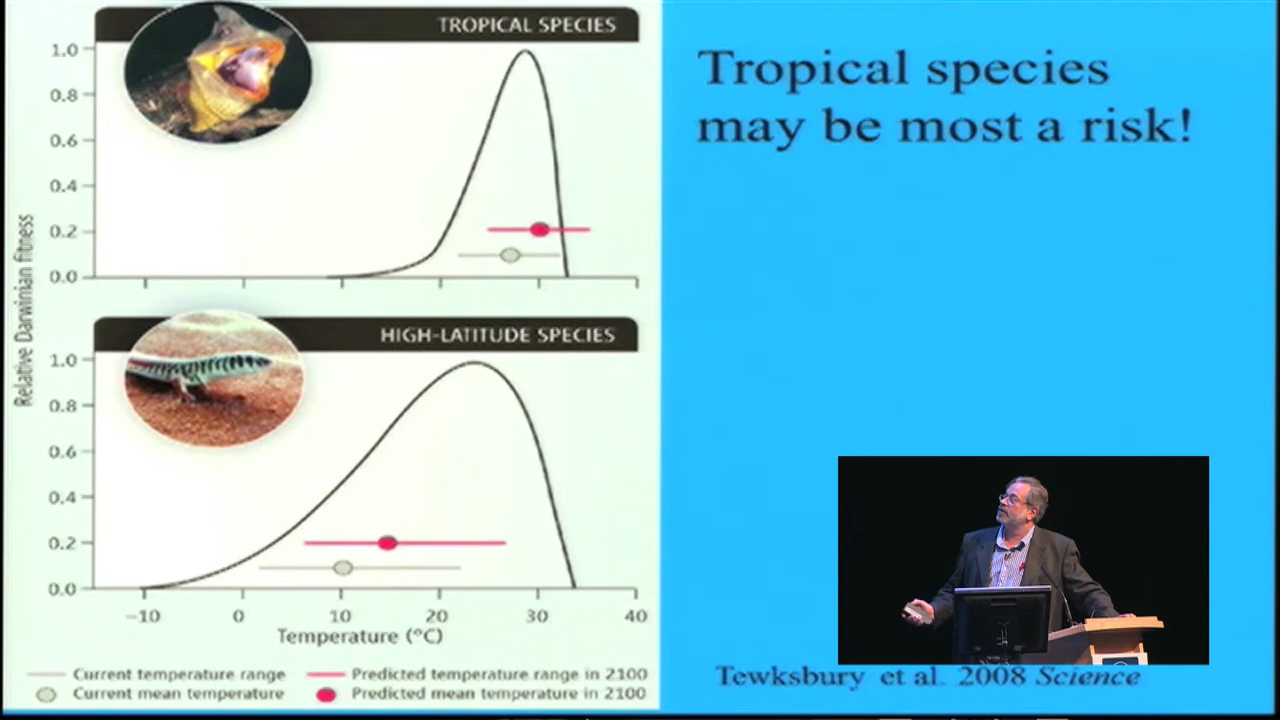 TROPICAL SPECIES
1.0
0.8
0.6
0.4
0.2
0.0
Relative Darwinian fitness
HIGH-LATITUDE SPECIES
1.0
0.8
0.6
0.4
0.2
0.0
−10 0 10 20 30 40
Temperature (°C)
Current temperature range
Predicted temperature range in 2100
Current mean temperature
Predicted mean temperature in 2100
Tropical species
may be most a risk!
Tewksbury et al. 2008 Science